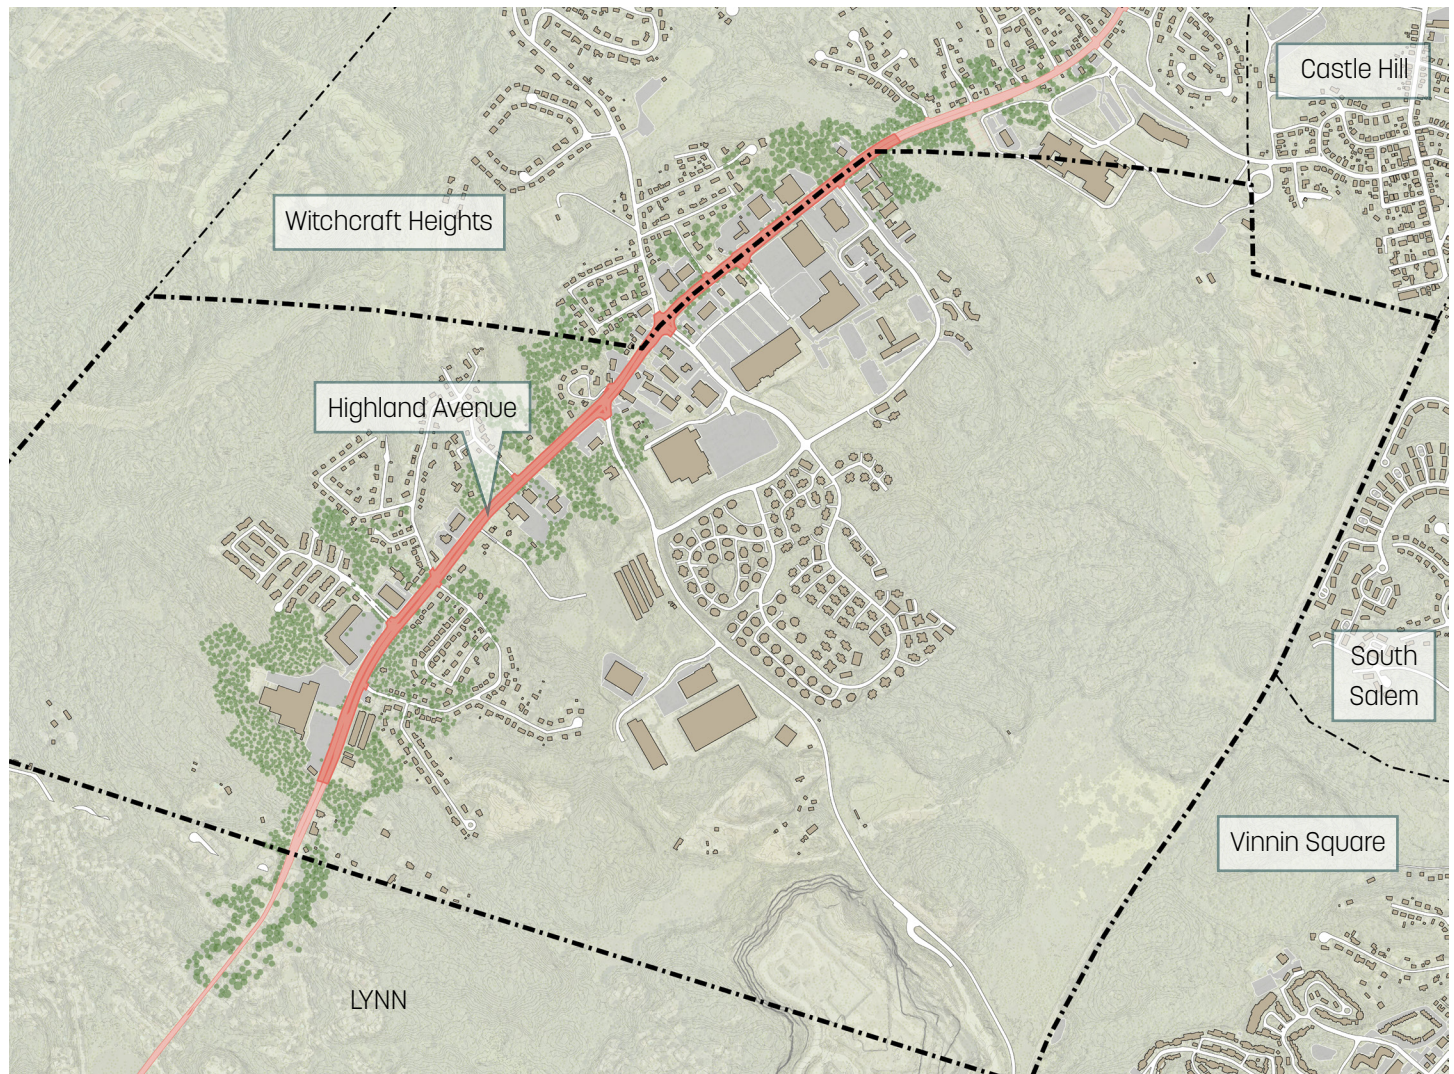 Castle Hill
Witchcraft Heights
Highland Avenue
South
Salem
Vinnin Square
LYNN